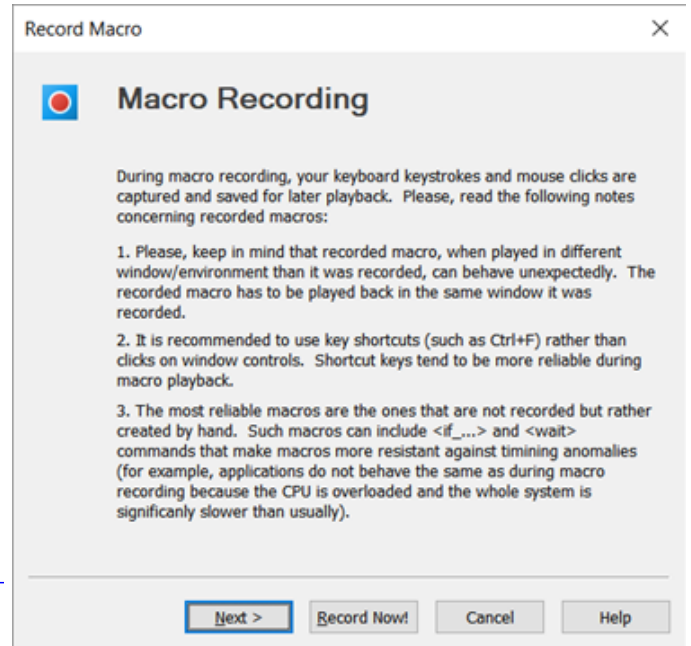 Record Macro
Macro Recording
During macro recording, your keyboard keystrokes and mouse clicks are
captured and saved for later playback.  Please, read the following notes
concerning recorded macros:
1. Please, keep in mind that recorded macro, when played in different
window/environment than it was recorded, can behave unexpectedly.  The
recorded macro has to be played back in the same window it was
recorded.
2. It is recommended to use key shortcuts (such as Ctrl+F) rather than
clicks on window controls.  Shortcut keys tend to be more reliable during
macro playback.
3. The most reliable macros are the ones that are not recorded but rather
created by hand.  Such macros can include <if_...> and <wait>
commands that make macros more resistant against timining anomalies
(for example, applications do not behave the same as during macro
recording because the CPU is overloaded and the whole system is
significanly slower than usually).
Next >
Record Now!
Cancel
Help